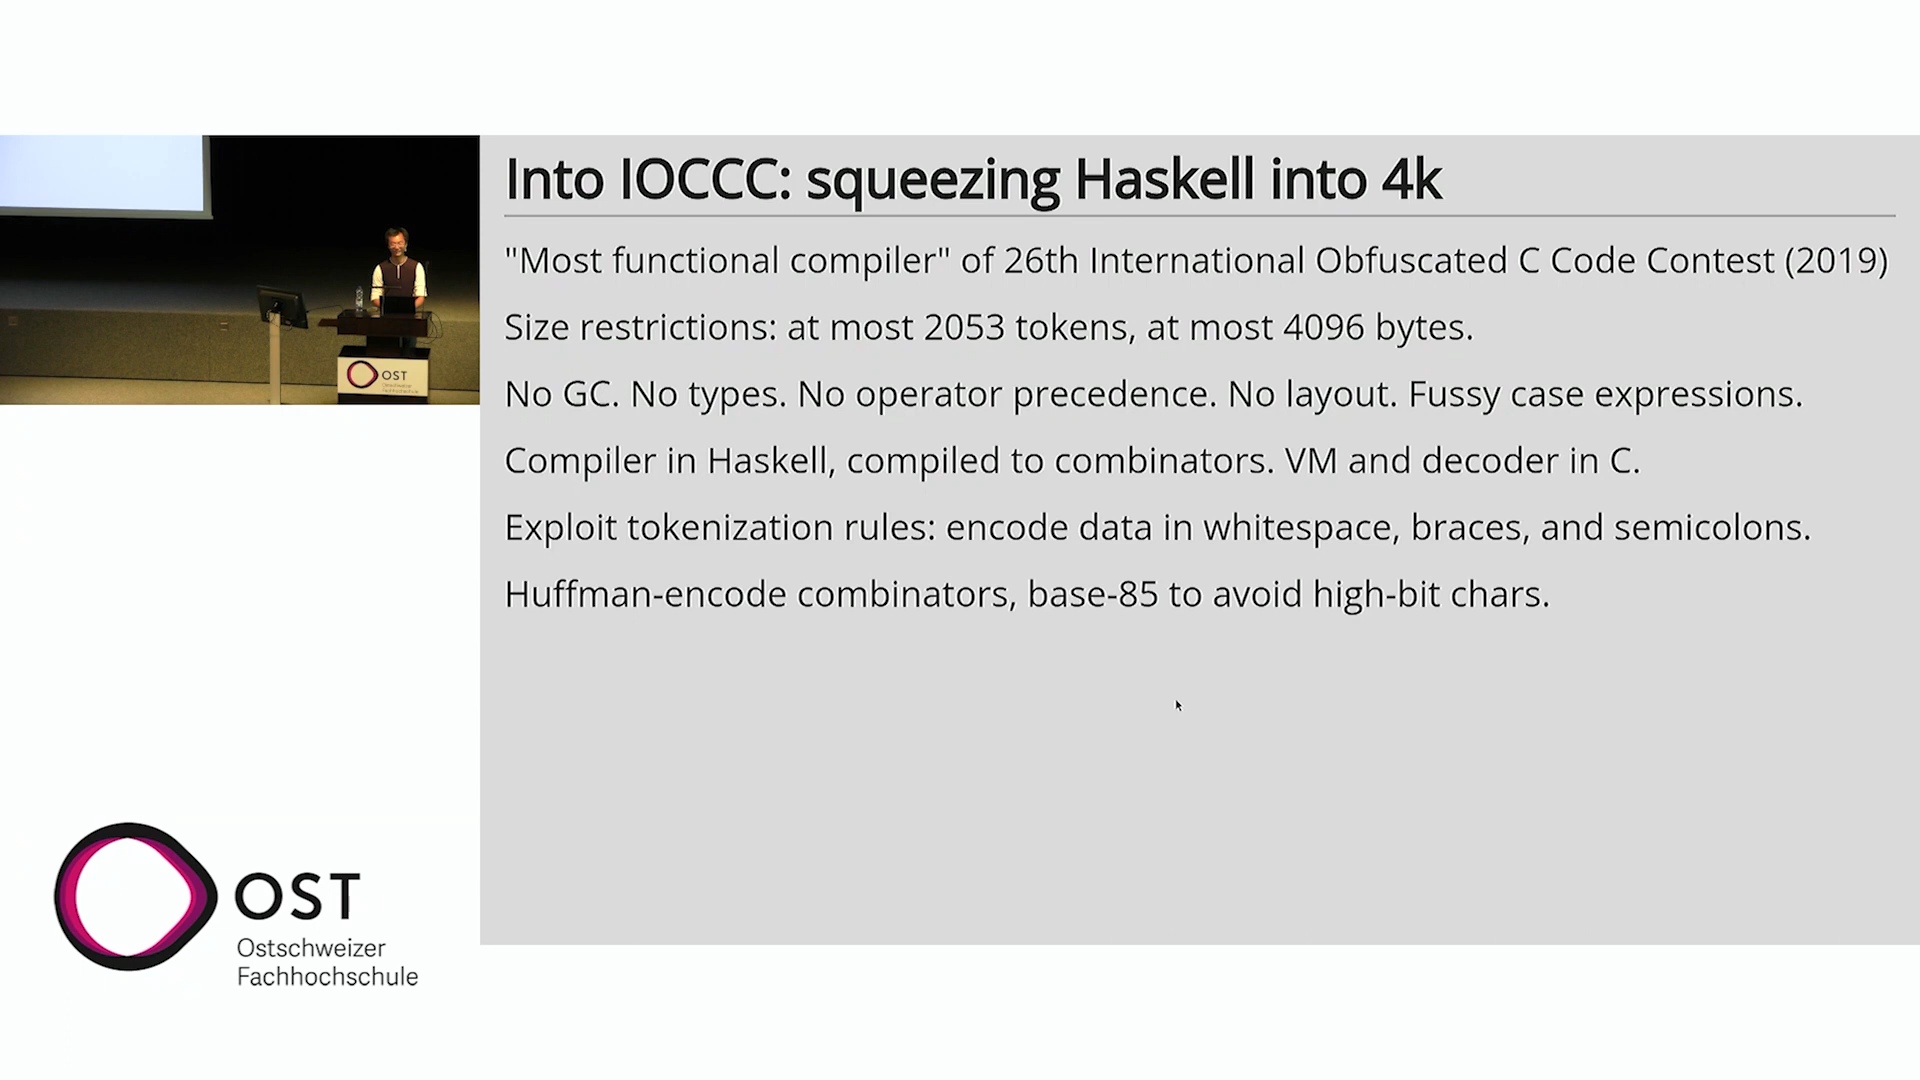 Into IOCCC: squeezing Haskell into 4k
"Most functional compiler" of 26th International Obfuscated C Code Contest (2019)
Size restrictions: at most 2053 tokens, at most 4096 bytes.
No GC. No types. No operator precedence. No layout. Fussy case expressions.
Compiler in Haskell, compiled to combinators. VM and decoder in C.
Exploit tokenization rules: encode data in whitespace, braces, and semicolons.
Huffman-encode combinators, base-85 to avoid high-bit chars.
OST
OST
Ostschweizer
Fachhochschule